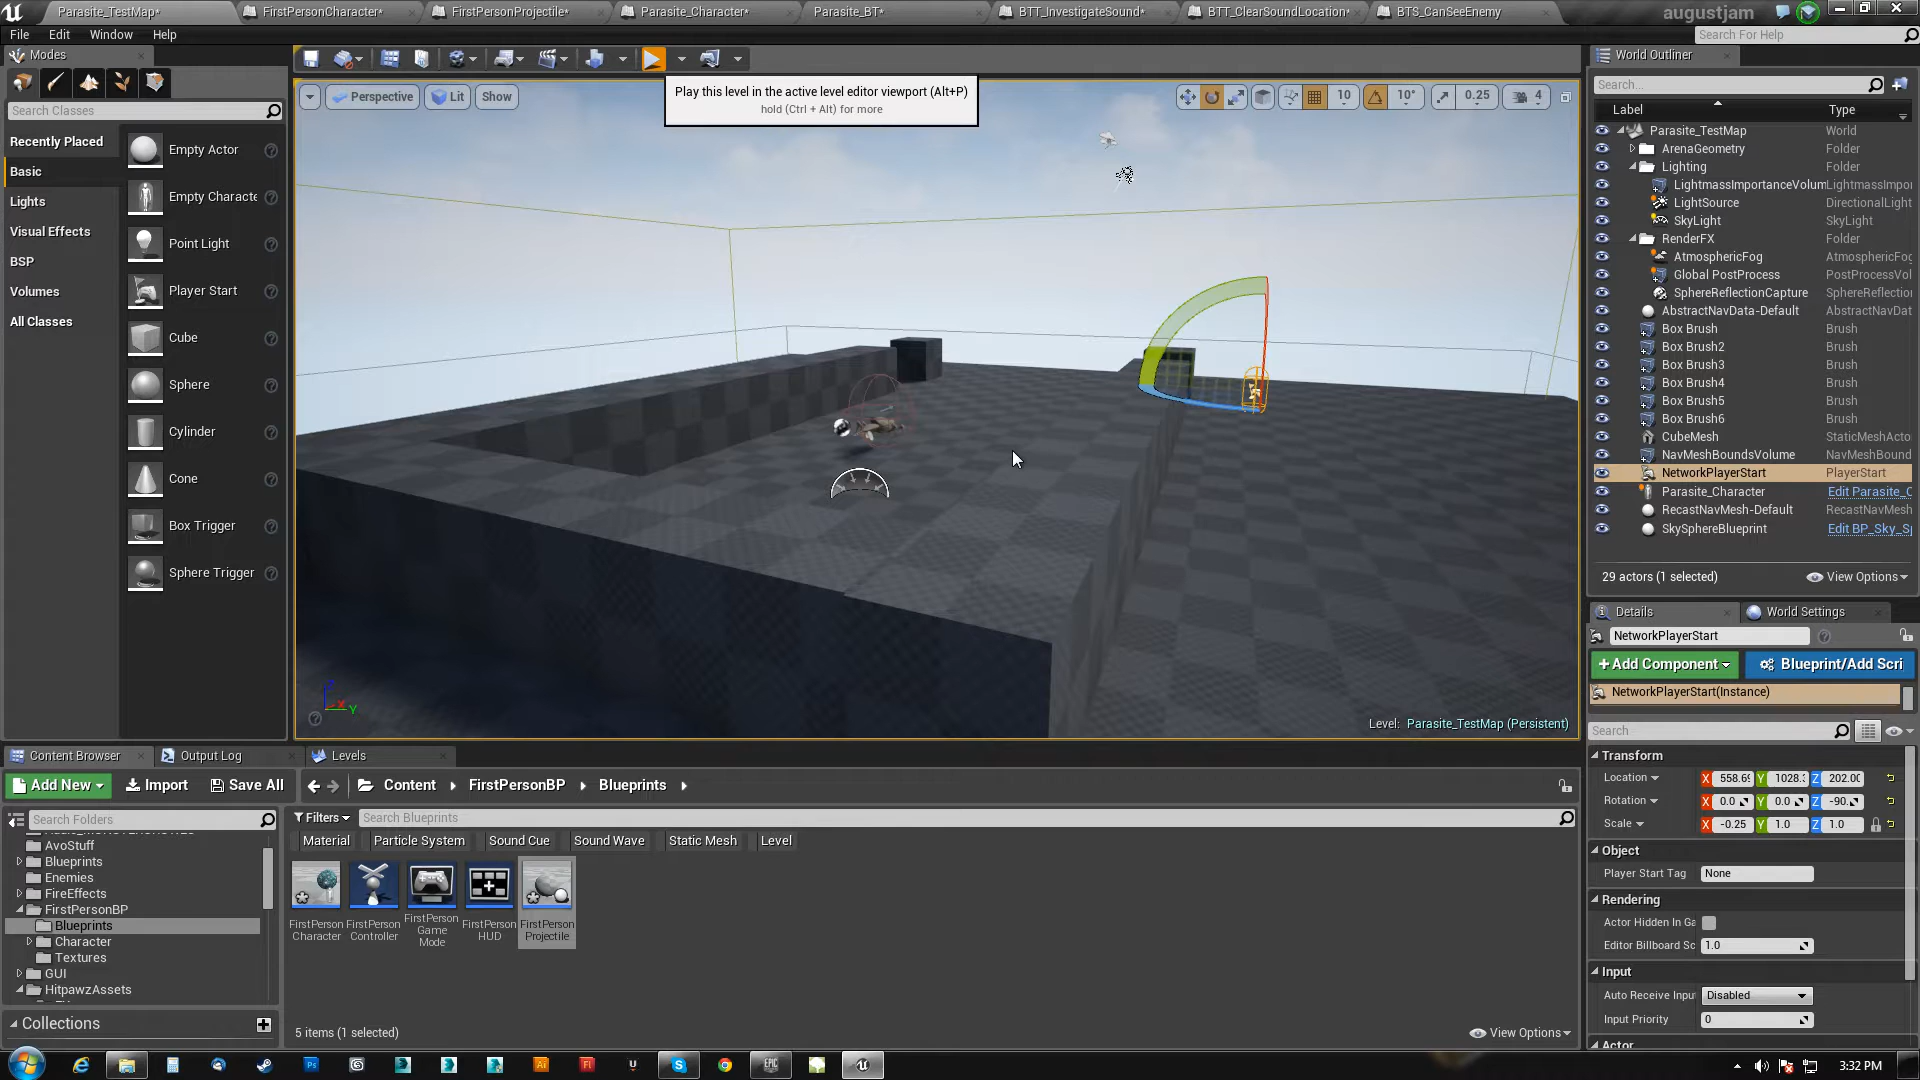 Parasite_TestMap*
FirstPersonCharacter*
FirstPersonProjectile*
Parasite_Character*
Parasite_BT*
BTT_InvestigateSound*
BTT_ClearSoundLocation*
BTS_CanSeeEnemy
augustjam
File Edit Window Help
Search For Help
Modes
Search Classes
Recently Placed
Basic
Lights
Visual Effects
BSP
Volumes
All Classes
Empty Actor
Empty Characte
Point Light
Player Start
Cube
Sphere
Cylinder
Cone
Box Trigger
Sphere Trigger
Perspective
Lit
Show
Play this level in the active level editor viewport (Alt+P)
hold (Ctrl + Alt) for more
10
10°
0.25
4
Level: Parasite_TestMap (Persistent)
World Outliner
Search...
Label Type
Parasite_TestMap World
ArenaGeometry Folder
Lighting Folder
LightmassImportanceVolum LightmassImpor
LightSource DirectionalLight
SkyLight SkyLight
RenderFX Folder
AtmosphericFog AtmosphericFog
Global PostProcess PostProcessVol
SphereReflectionCapture SphereReflection
AbstractNavData-Default AbstractNavDat
Box Brush Brush
Box Brush2 Brush
Box Brush3 Brush
Box Brush4 Brush
Box Brush5 Brush
Box Brush6 Brush
CubeMesh StaticMeshActo
NavMeshBoundsVolume NavMeshBound
NetworkPlayerStart PlayerStart
Parasite_Character Edit Parasite_C
RecastNavMesh-Default RecastNavMesh
SkySphereBlueprint Edit BP_Sky_Sp
29 actors (1 selected)
View Options
Details
World Settings
NetworkPlayerStart
+Add Component
Blueprint/Add Scri
NetworkPlayerStart(Instance)
Search
Transform
Location X 558.69 Y 1028.3 Z 202.00
Rotation X 0.0 Y 0.0 Z -90.
Scale X -0.25 Y 1.0 Z 1.0
Object
Player Start Tag None
Rendering
Actor Hidden In Ga
Editor Billboard Sc 1.0
Input
Auto Receive Input Disabled
Input Priority 0
Actor
Content Browser
Output Log
Levels
Add New
Import
Save All
Content FirstPersonBP Blueprints
Search Folders
AvoStuff
Blueprints
Enemies
FireEffects
FirstPersonBP
Blueprints
Character
Textures
GUI
HitpawzAssets
Collections
Filters
Search Blueprints
Material Particle System Sound Cue Sound Wave Static Mesh Level
FirstPerson Character
FirstPerson Controller
FirstPerson Game Mode
FirstPerson HUD
FirstPerson Projectile
5 items (1 selected)
View Options
3:32 PM